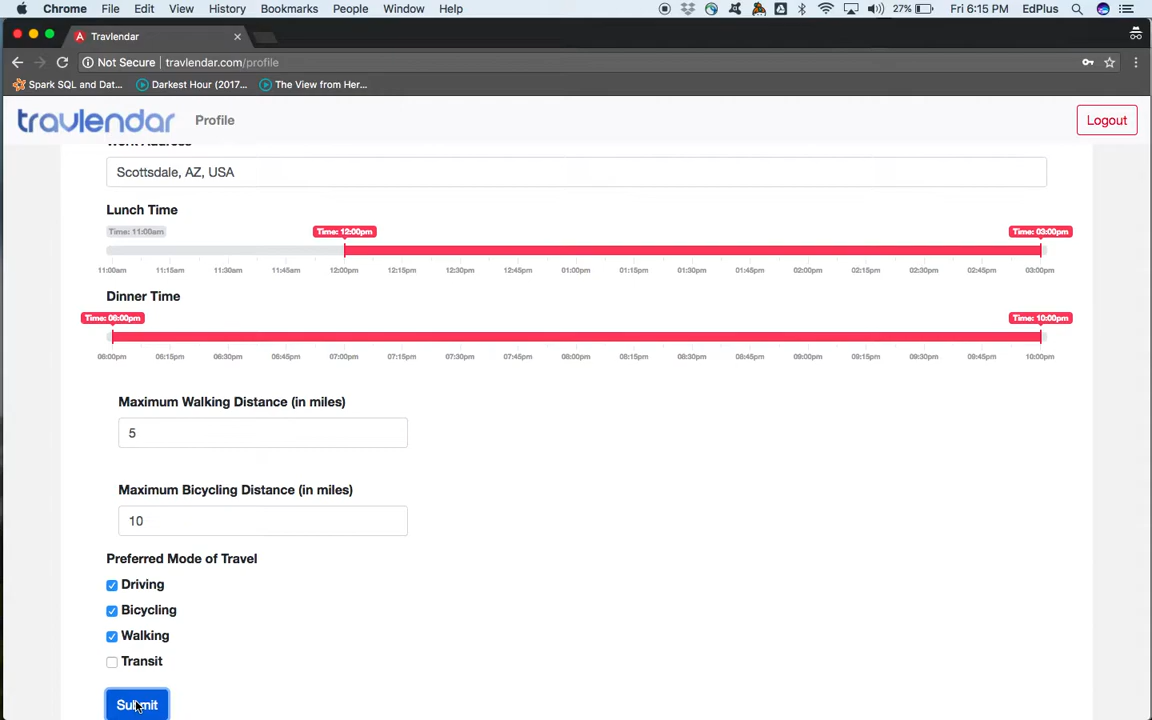 Chrome File Edit View History Bookmarks People Window Help 27% Fri 6:15 PM EdPlus
Travlendar
Not Secure travlendar.com/profile
Spark SQL and Dat... Darkest Hour (2017... The View from Her...
travlendar Profile Logout
Work Address
Scottsdale, AZ, USA
Lunch Time
Time: 11:00am Time: 12:00pm Time: 03:00pm
11:00am 11:15am 11:30am 11:45am 12:00pm 12:15pm 12:30pm 12:45pm 01:00pm 01:15pm 01:30pm 01:45pm 02:00pm 02:15pm 02:30pm 02:45pm 03:00pm
Dinner Time
Time: 06:00pm Time: 10:00pm
06:00pm 06:15pm 06:30pm 06:45pm 07:00pm 07:15pm 07:30pm 07:45pm 08:00pm 08:15pm 08:30pm 08:45pm 09:00pm 09:15pm 09:30pm 09:45pm 10:00pm
Maximum Walking Distance (in miles)
5
Maximum Bicycling Distance (in miles)
10
Preferred Mode of Travel
Driving
Bicycling
Walking
Transit
Submit